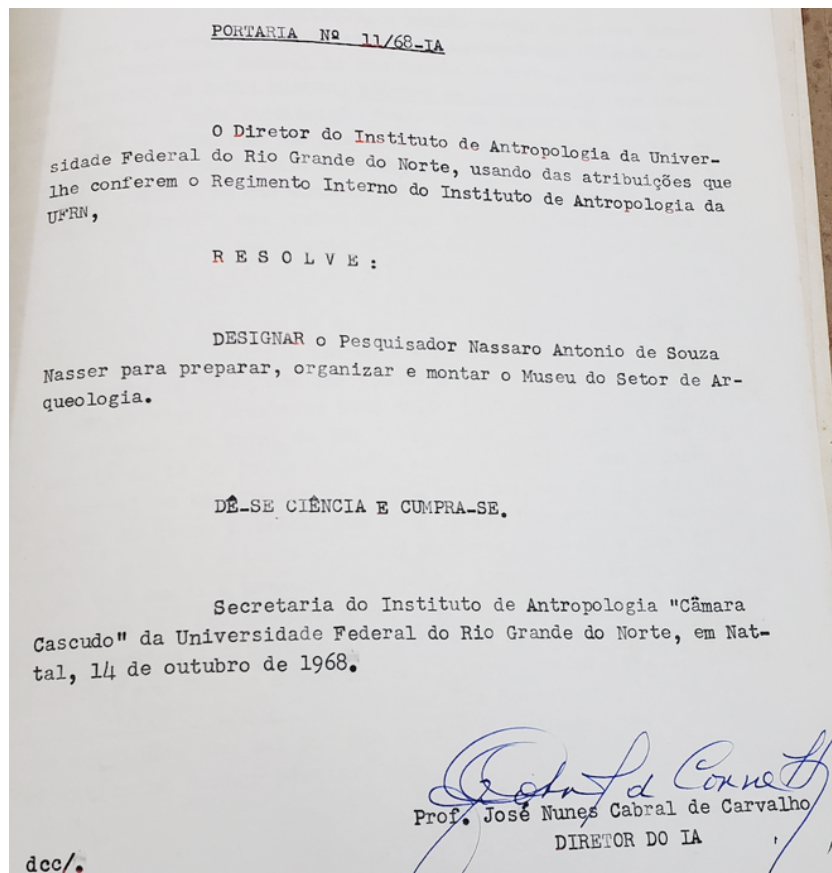 PORTARIA Nº 11/68-IA
O Diretor do Instituto de Antropologia da Univer-
sidade Federal do Rio Grande do Norte, usando das atribuições que
lhe conferem o Regimento Interno do Instituto de Antropologia da
UFRN,
R E S O L V E :
DESIGNAR o Pesquisador Nassaro Antonio de Souza
Nasser para preparar, organizar e montar o Museu do Setor de Ar-
queologia.
DÊ-SE CIÊNCIA E CUMPRA-SE.
Secretaria do Instituto de Antropologia "Câmara
Cascudo" da Universidade Federal do Rio Grande do Norte, em Nat-
tal, 14 de outubro de 1968.
Prof. José Nunes Cabral de Carvalho
DIRETOR DO IA
dcc/.